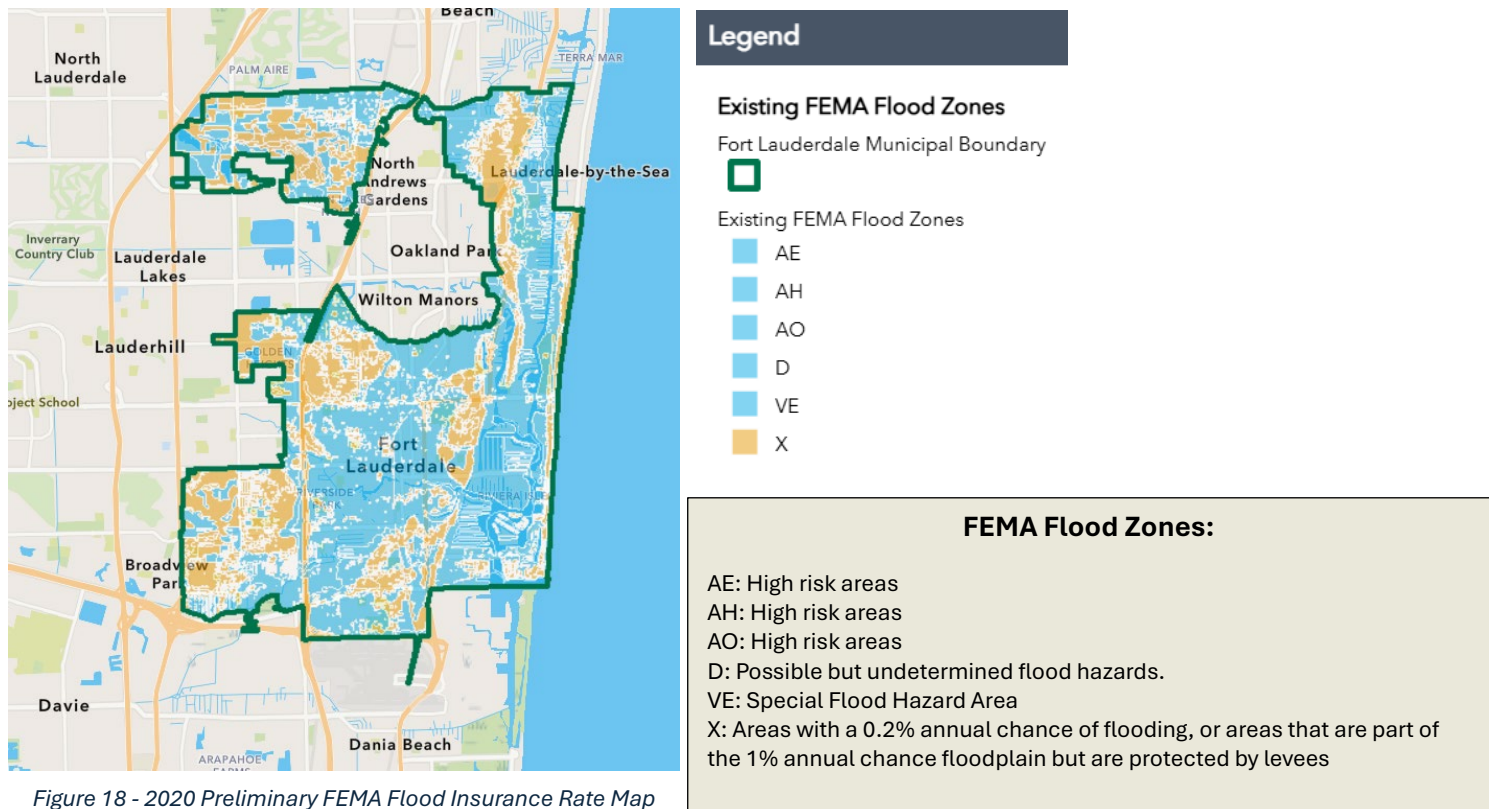 Beach
North
Lauderdale
PALM AIRE
TERRA MAR
North
Andrews
Gardens
Lauderdale-by-the-Sea
Inverrary
Country Club
Lauderdale
Lakes
Oakland Park
Wilton Manors
Lauderhill
GOLDEN
HEIGHTS
oject School
Fort
Lauderdale
RIVERSIDE
PARK
RIVIERA ISLES
Broadview
Park
Davie
Dania Beach
ARAPAHOE
FARMS
Figure 18 - 2020 Preliminary FEMA Flood Insurance Rate Map
Legend
Existing FEMA Flood Zones
Fort Lauderdale Municipal Boundary
Existing FEMA Flood Zones
AE
AH
AO
D
VE
X
FEMA Flood Zones:
AE: High risk areas
AH: High risk areas
AO: High risk areas
D: Possible but undetermined flood hazards.
VE: Special Flood Hazard Area
X: Areas with a 0.2% annual chance of flooding, or areas that are part of
the 1% annual chance floodplain but are protected by levees